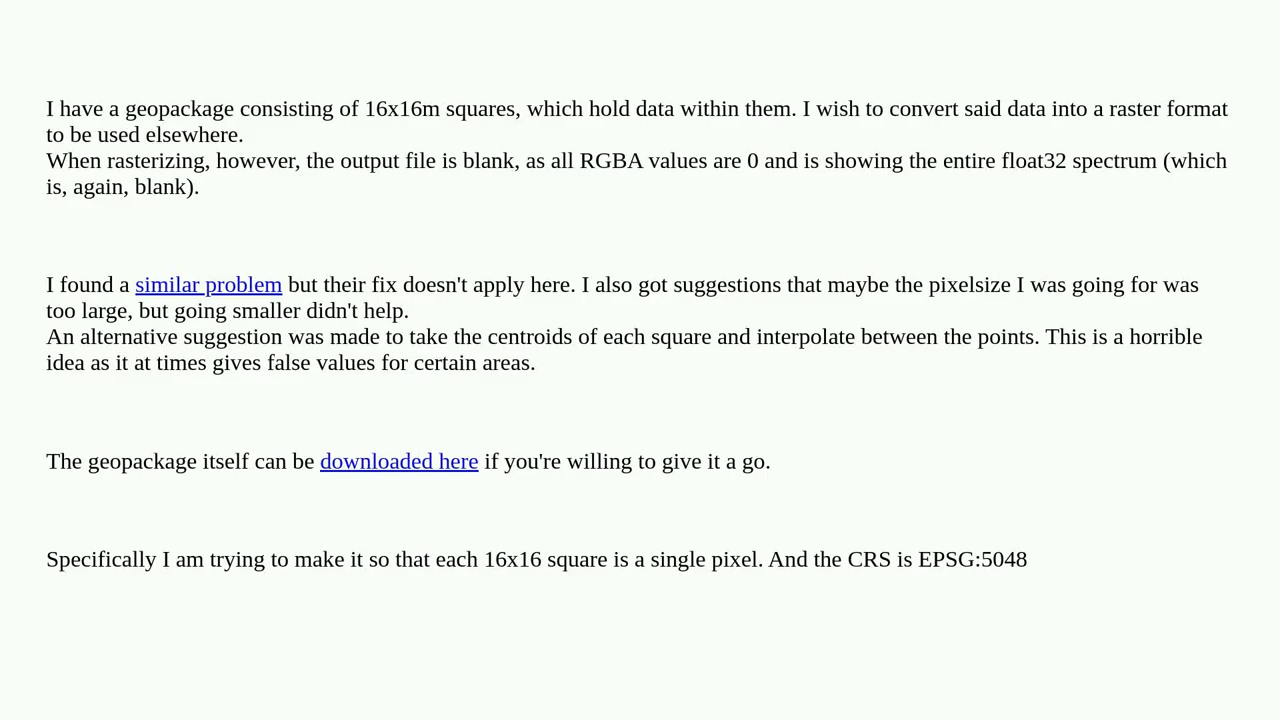 I have a geopackage consisting of 16x16m squares, which hold data within them. I wish to convert said data into a raster format
to be used elsewhere.
When rasterizing, however, the output file is blank, as all RGBA values are 0 and is showing the entire float32 spectrum (which
is, again, blank).
I found a similar problem but their fix doesn't apply here. I also got suggestions that maybe the pixelsize I was going for was
too large, but going smaller didn't help.
An alternative suggestion was made to take the centroids of each square and interpolate between the points. This is a horrible
idea as it at times gives false values for certain areas.
The geopackage itself can be downloaded here if you're willing to give it a go.
Specifically I am trying to make it so that each 16x16 square is a single pixel. And the CRS is EPSG:5048